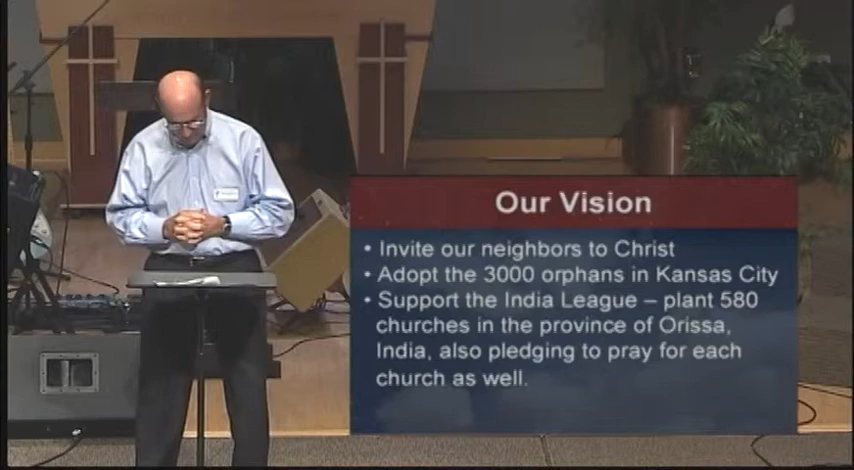 Our Vision
• Invite our neighbors to Christ
• Adopt the 3000 orphans in Kansas City
• Support the India League – plant 580
churches in the province of Orissa,
India, also pledging to pray for each
church as well.